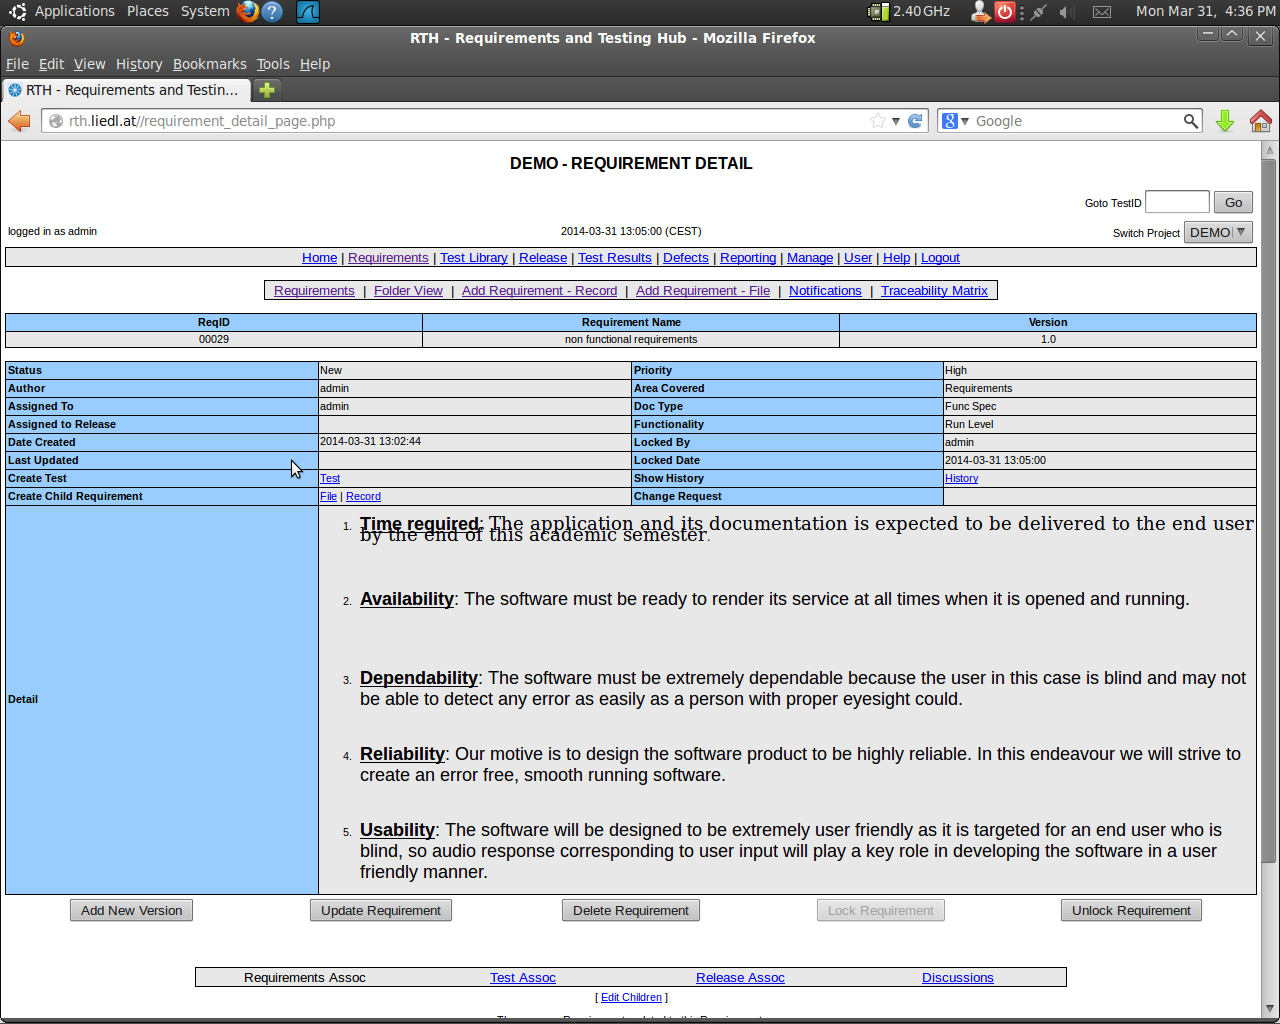 Applications Places System 2.40 GHz Mon Mar 31, 4:36 PM
RTH - Requirements and Testing Hub - Mozilla Firefox
File Edit View History Bookmarks Tools Help
RTH - Requirements and Testin...
rth.liedl.at//requirement_detail_page.php Google
DEMO - REQUIREMENT DETAIL
Goto TestID Go
logged in as admin 2014-03-31 13:05:00 (CEST) Switch Project DEMO
Home | Requirements | Test Library | Release | Test Results | Defects | Reporting | Manage | User | Help | Logout
Requirements | Folder View | Add Requirement - Record | Add Requirement - File | Notifications | Traceability Matrix
ReqID Requirement Name Version
00029 non functional requirements 1.0
Status New Priority High
Author admin Area Covered Requirements
Assigned To admin Doc Type Func Spec
Assigned to Release Functionality Run Level
Date Created 2014-03-31 13:02:44 Locked By admin
Last Updated Locked Date 2014-03-31 13:05:00
Create Test Test Show History History
Create Child Requirement File | Record Change Request
Detail
1. Time required: The application and its documentation is expected to be delivered to the end user
by the end of this academic semester.
2. Availability: The software must be ready to render its service at all times when it is opened and running.
3. Dependability: The software must be extremely dependable because the user in this case is blind and may not
be able to detect any error as easily as a person with proper eyesight could.
4. Reliability: Our motive is to design the software product to be highly reliable. In this endeavour we will strive to
create an error free, smooth running software.
5. Usability: The software will be designed to be extremely user friendly as it is targeted for an end user who is
blind, so audio response corresponding to user input will play a key role in developing the software in a user
friendly manner.
Add New Version Update Requirement Delete Requirement Lock Requirement Unlock Requirement
Requirements Assoc Test Assoc Release Assoc Discussions
[ Edit Children ]